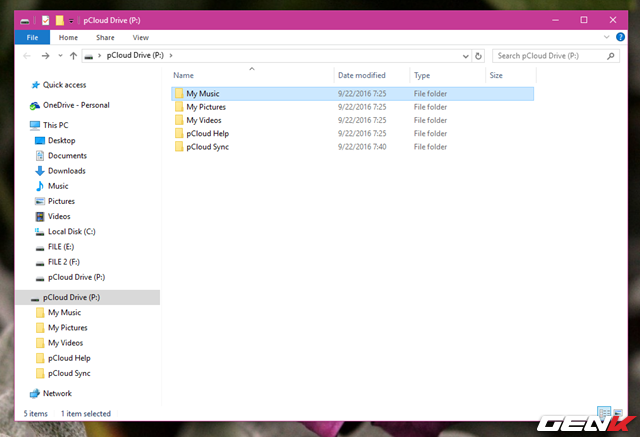 pCloud Drive (P:)
File Home Share View
pCloud Drive (P:)
Search pCloud Drive (P:)
Name Date modified Type Size
My Music 9/22/2016 7:25 File folder
My Pictures 9/22/2016 7:25 File folder
My Videos 9/22/2016 7:25 File folder
pCloud Help 9/22/2016 7:25 File folder
pCloud Sync 9/22/2016 7:40 File folder
Quick access
OneDrive - Personal
This PC
Desktop
Documents
Downloads
Music
Pictures
Videos
Local Disk (C:)
FILE (E:)
FILE 2 (F:)
pCloud Drive (P:)
pCloud Drive (P:)
My Music
My Pictures
My Videos
pCloud Help
pCloud Sync
Network
5 items 1 item selected
GENK